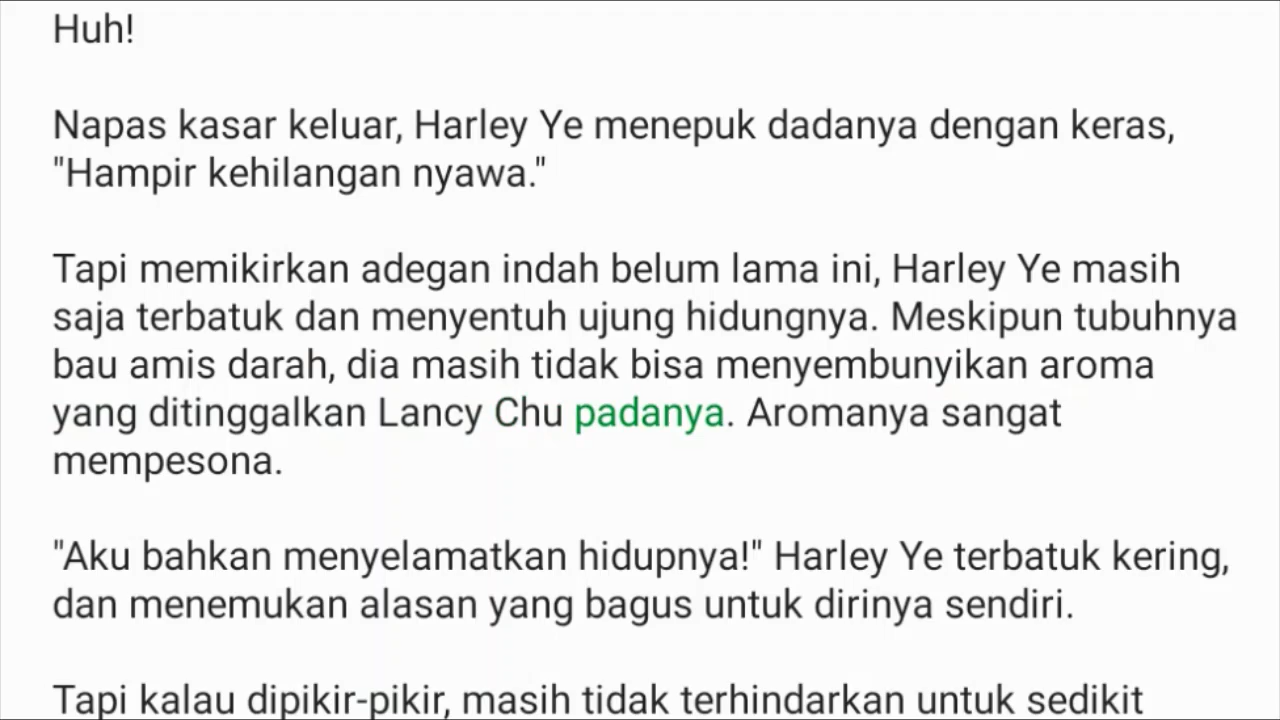 Huh!
Napas kasar keluar, Harley Ye menepuk dadanya dengan keras,
"Hampir kehilangan nyawa."
Tapi memikirkan adegan indah belum lama ini, Harley Ye masih
saja terbatuk dan menyentuh ujung hidungnya. Meskipun tubuhnya
bau amis darah, dia masih tidak bisa menyembunyikan aroma
yang ditinggalkan Lancy Chu padanya. Aromanya sangat
mempesona.
"Aku bahkan menyelamatkan hidupnya!" Harley Ye terbatuk kering,
dan menemukan alasan yang bagus untuk dirinya sendiri.
Tapi kalau dipikir-pikir, masih tidak terhindarkan untuk sedikit